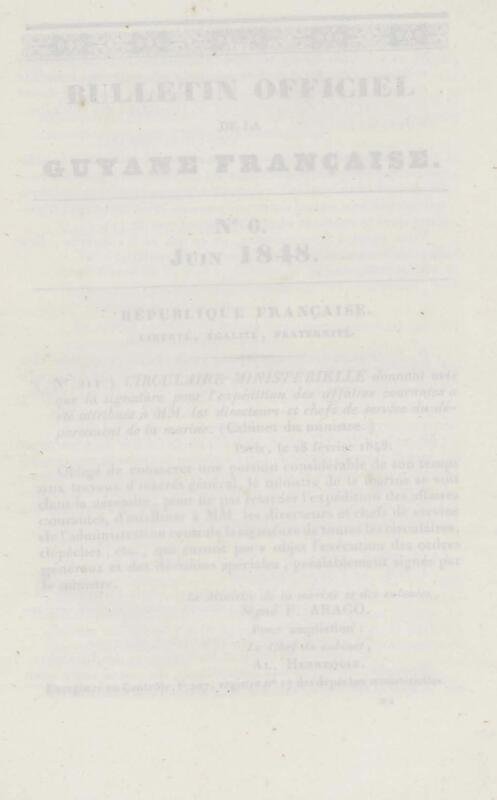 BULLETIN OFFICIEL
DE LA
GUYANE FRANÇAISE.
N° 6.
JUIN 1848.
RÉPUBLIQUE FRANÇAISE.
LIBERTÉ, ÉGALITÉ, FRATERNITÉ.
(N° 211.) CIRCULAIRE MINISTÉRIELLE donnant avis
que la signature pour l'expédition des affaires courantes a
été attribuée à MM. les directeurs et chefs de service du dé-
partement de la marine. (Cabinet du ministre.)
Paris, le 28 février 1848.
Obligé de consacrer une portion considérable de son temps
aux travaux d'intérêt général, le ministre de la marine se voit
dans la nécessité, pour ne pas retarder l'expédition des affaires
courantes, d'attribuer à MM. les directeurs et chefs de service
de l'administration centrale la signature de toutes les circulaires,
dépêches, etc., qui auront pour objet l'exécution des ordres
généraux et des décisions spéciales, préalablement signés par
le ministre.
Le Ministre de la marine et des colonies,
Signé F. ARAGO.
Pour ampliation :
Le Chef du cabinet,
AL. HENNEQUIN.
Enregistré au Contrôle, registre n° 17 des dépêches ministérielles.